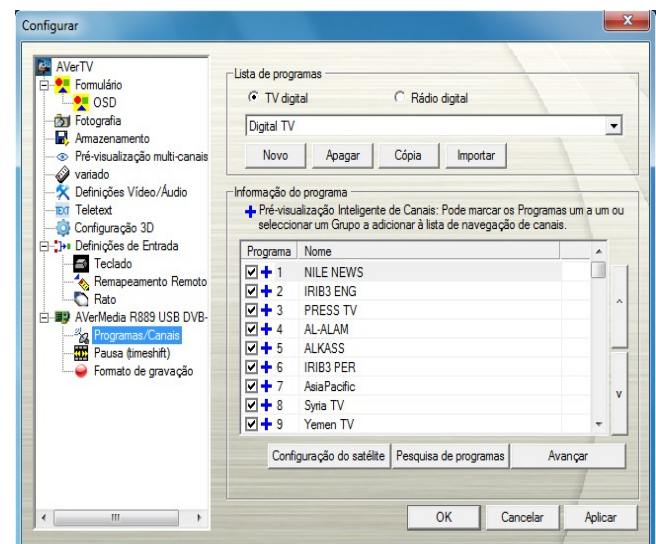 Configurar
AVerTV
Formulário
OSD
Fotografia
Armazenamento
Pré-visualização multi-canais
variado
Definições Vídeo/Áudio
TEXT Teletext
Configuração 3D
Definições de Entrada
Teclado
Remapeamento Remoto
Rato
AVerMedia R889 USB DVB-
Programas/Canais
Pausa (timeshift)
Formato de gravação
Lista de programas
TV digital Rádio digital
Digital TV
Novo Apagar Cópia Importar
Informação do programa
Pré-visualização Inteligente de Canais: Pode marcar os Programas um a um ou
seleccionar um Grupo a adicionar à lista de navegação de canais.
Programa Nome
1 NILE NEWS
2 IRIB3 ENG
3 PRESS TV
4 AL-ALAM
5 ALKASS
6 IRIB3 PER
7 AsiaPacific
8 Syria TV
9 Yemen TV
Configuração do satélite Pesquisa de programas Avançar
OK Cancelar Aplicar